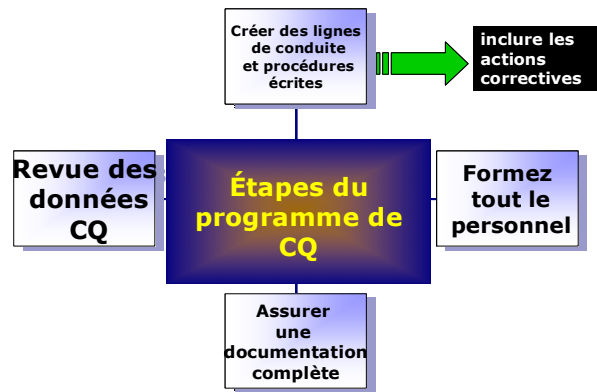 Créer des lignes
de conduite
et procédures
écrites
inclure les
actions
correctives
Revue des
données
CQ
Étapes du
programme de
CQ
Formez
tout le
personnel
Assurer
une
documentation
complète